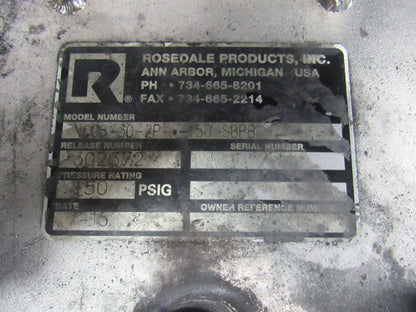 R®
ROSEDALE PRODUCTS, INC.
ANN ARBOR, MICHIGAN USA
PH • 734-665-8201
FAX • 734-665-2214
MODEL NUMBER
RELEASE NUMBER
SERIAL NUMBER
PRESSURE RATING
150 PSIG
DATE
OWNER REFERENCE NUM